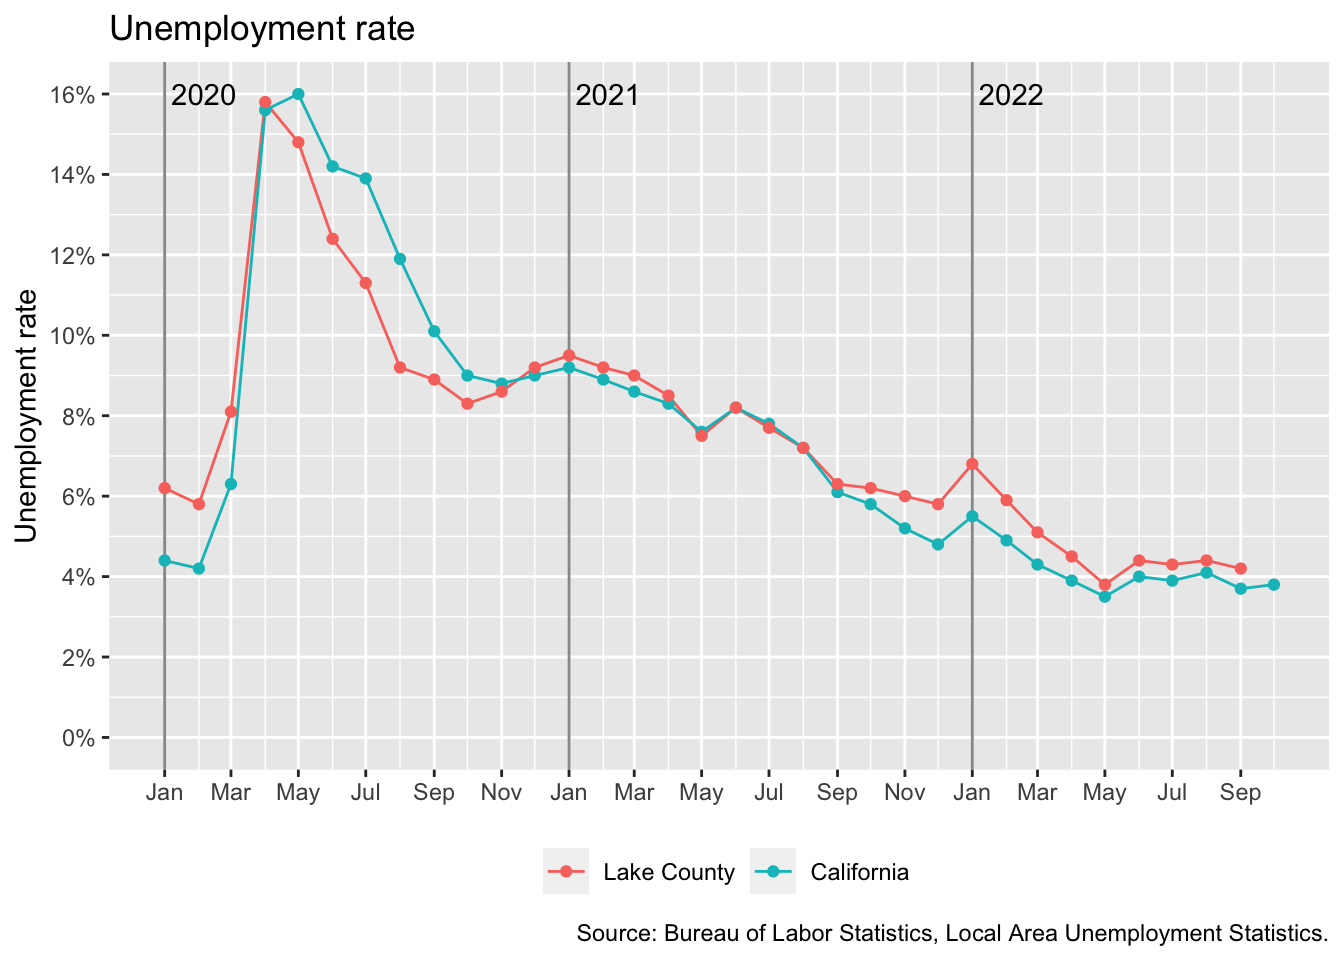 Unemployment rate
2020 2021 2022
16%
14%
12%
10%
8%
6%
4%
2%
0%
Unemployment rate
Jan Mar May Jul Sep Nov Jan Mar May Jul Sep Nov Jan Mar May Jul Sep
Lake County California
Source: Bureau of Labor Statistics, Local Area Unemployment Statistics.